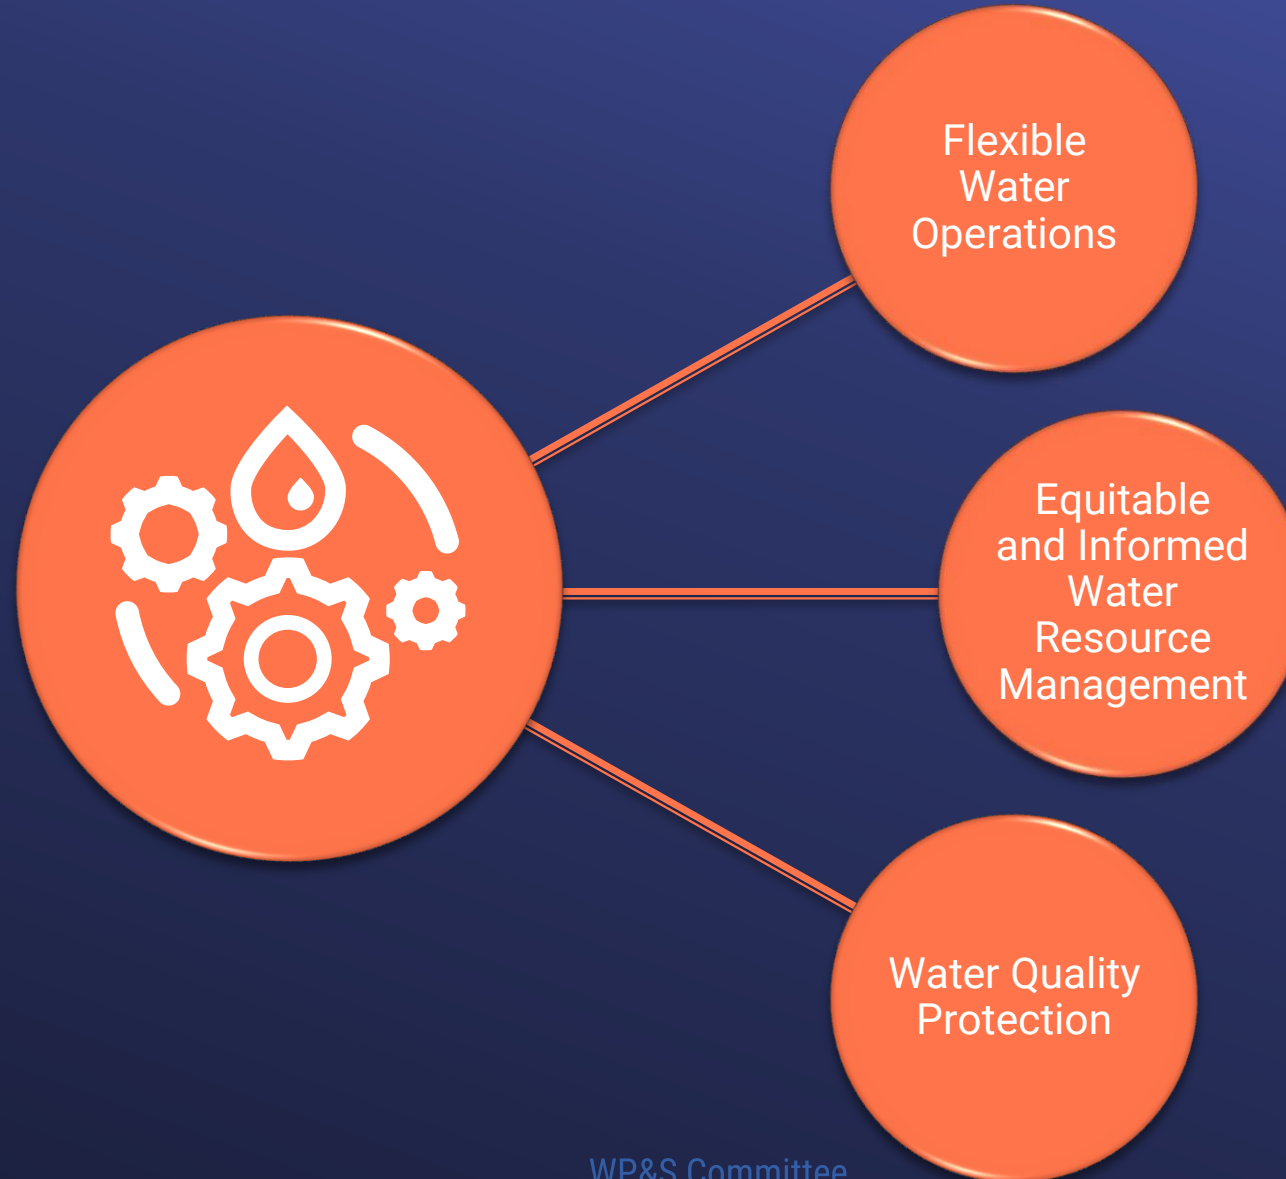 Flexible
Water
Operations
Equitable
and Informed
Water
Resource
Management
Water Quality
Protection
WP&S Committee